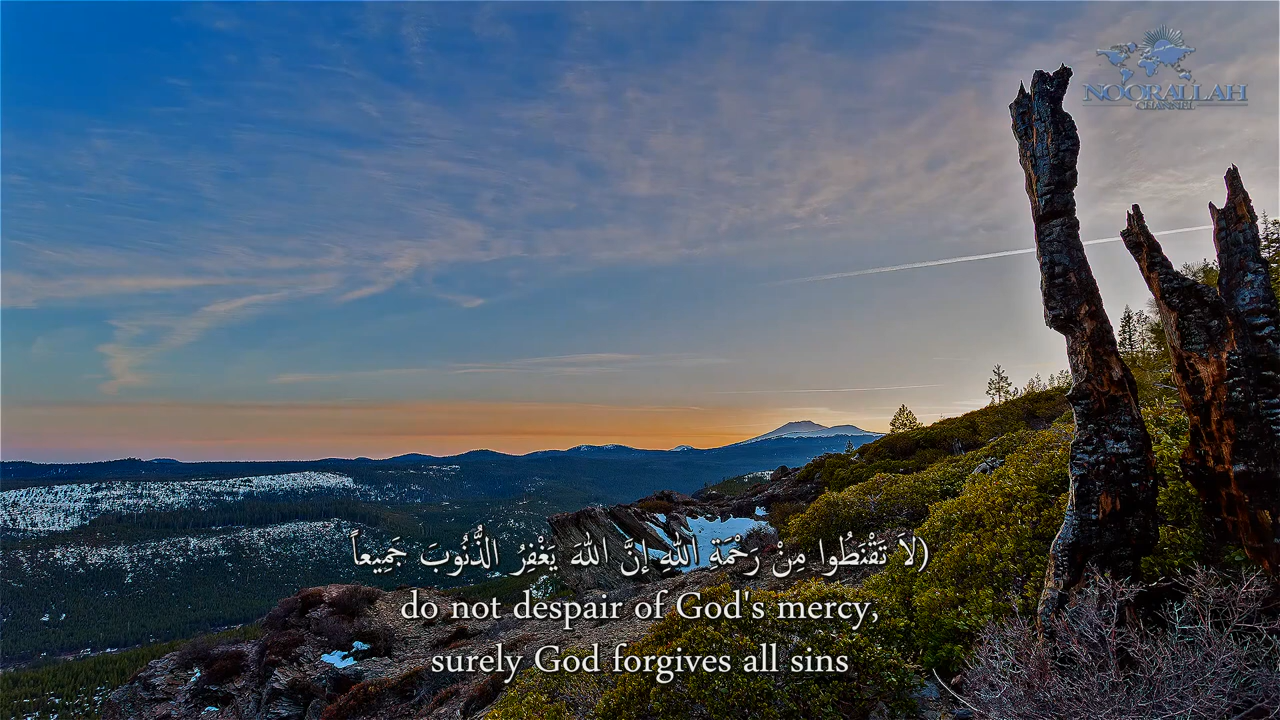 NOORALLAH
CHANNEL
(لاَ تَقْنَطُوا مِنْ رَحْمَةِ اللهِ إنَّ اللهَ يَغْفِرُ الذُّنُوبَ جَمِيعاً
do not despair of God's mercy,
surely God forgives all sins